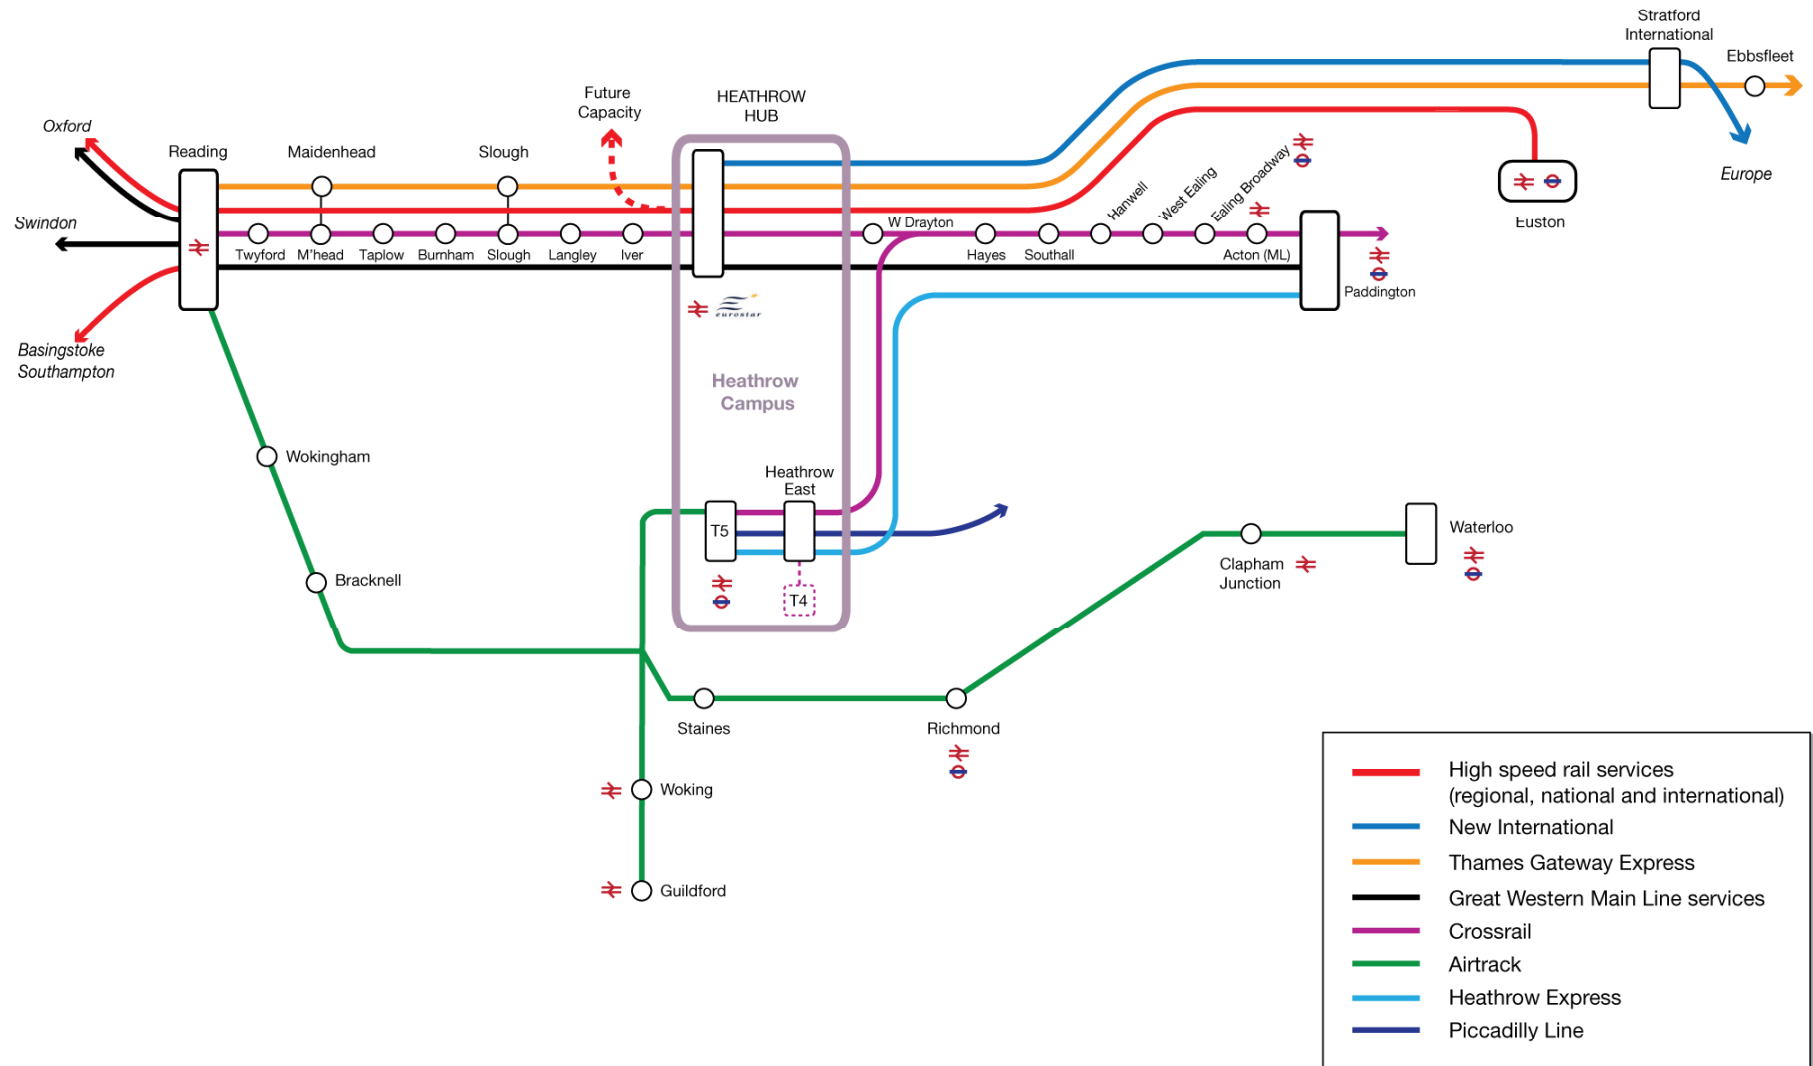 Stratford
International
Ebbsfleet
Future
Capacity
HEATHROW
HUB
Oxford
Reading
Maidenhead
Slough
Europe
Hanwell
West Ealing
Ealing Broadway
Swindon
W Drayton
Euston
Twyford
M'head
Taplow
Burnham
Slough
Langley
Iver
Hayes
Southall
Acton (ML)
Paddington
eurostar
Basingstoke
Southampton
Heathrow
Campus
Wokingham
Heathrow
East
T5
Waterloo
Bracknell
T4
Clapham
Junction
Staines
Richmond
Woking
Guildford
High speed rail services
(regional, national and international)
New International
Thames Gateway Express
Great Western Main Line services
Crossrail
Airtrack
Heathrow Express
Piccadilly Line